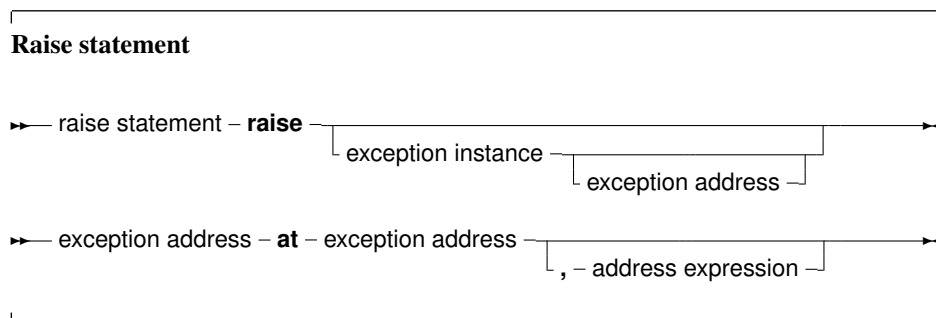 Raise statement
raise statement – raise –
exception instance –
exception address –
exception address – at – exception address –
, – address expression –